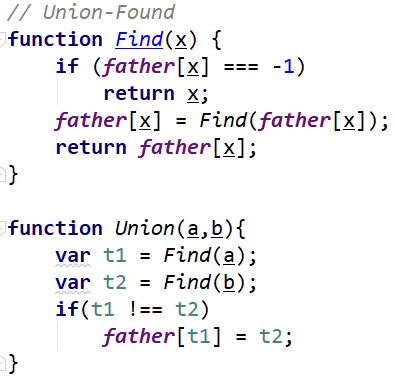 // Union-Found
function Find(x) {
    if (father[x] === -1)
        return x;
    father[x] = Find(father[x]);
    return father[x];
}

function Union(a,b){
    var t1 = Find(a);
    var t2 = Find(b);
    if(t1 !== t2)
        father[t1] = t2;
}